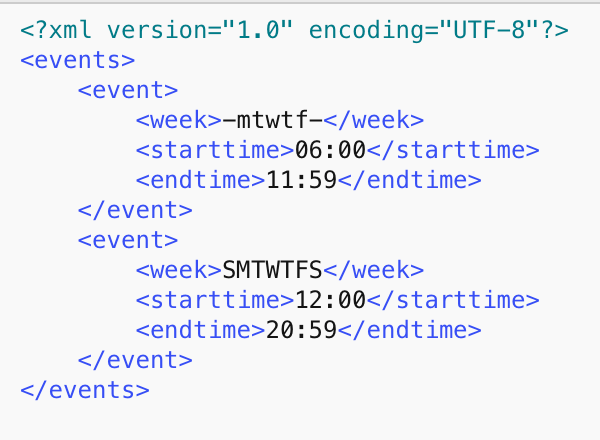 <?xml version="1.0" encoding="UTF-8"?>
<events>
    <event>
        <week>-mtwtf-</week>
        <starttime>06:00</starttime>
        <endtime>11:59</endtime>
    </event>
    <event>
        <week>SMTWTFS</week>
        <starttime>12:00</starttime>
        <endtime>20:59</endtime>
    </event>
</events>